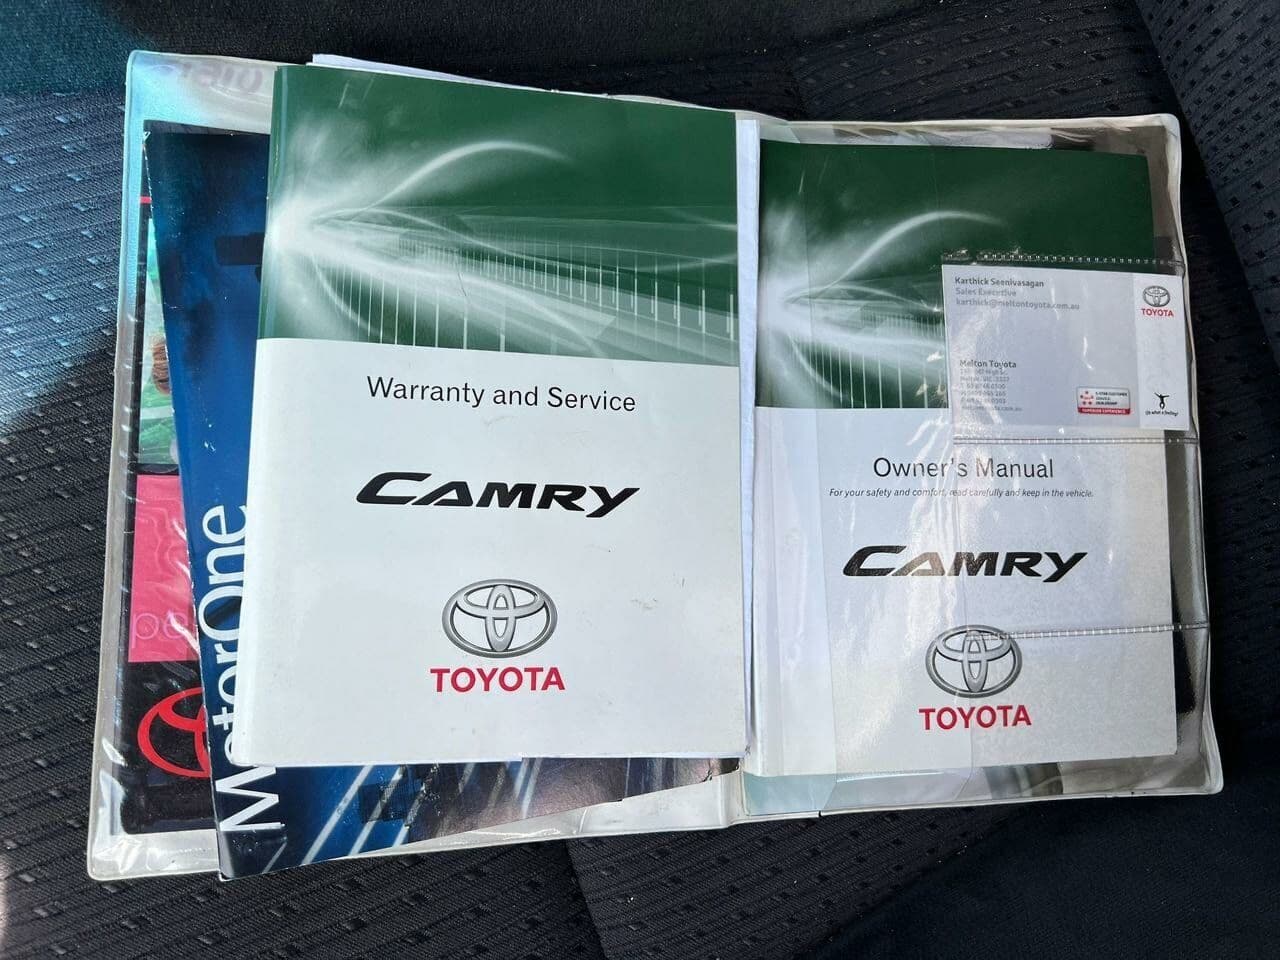 Warranty and Service
CAMRY
TOYOTA
MotorOne
Karthick Seenivasagan
Sales Executive
karthick@meltontoyota.com.au
TOYOTA
Melton Toyota
Owner's Manual
For your safety and comfort, read carefully and keep in the vehicle.
CAMRY
TOYOTA